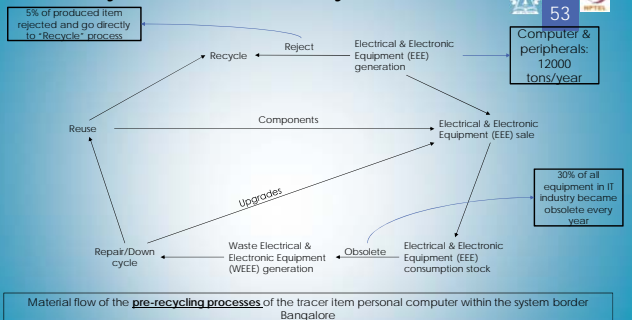 53
NPTEL
5% of produced item
rejected and go directly
to "Recycle" process
Computer &
peripherals:
12000
tons/year
Recycle
Reject
Electrical & Electronic
Equipment (EEE)
generation
Reuse
Components
Electrical & Electronic
Equipment (EEE) sale
30% of all
equipment in IT
industry became
obsolete every
year
Upgrades
Repair/Down
cycle
Waste Electrical &
Electronic Equipment
(WEEE) generation
Obsolete
Electrical & Electronic
Equipment (EEE)
consumption stock
Material flow of the pre-recycling processes of the tracer item personal computer within the system border
Bangalore